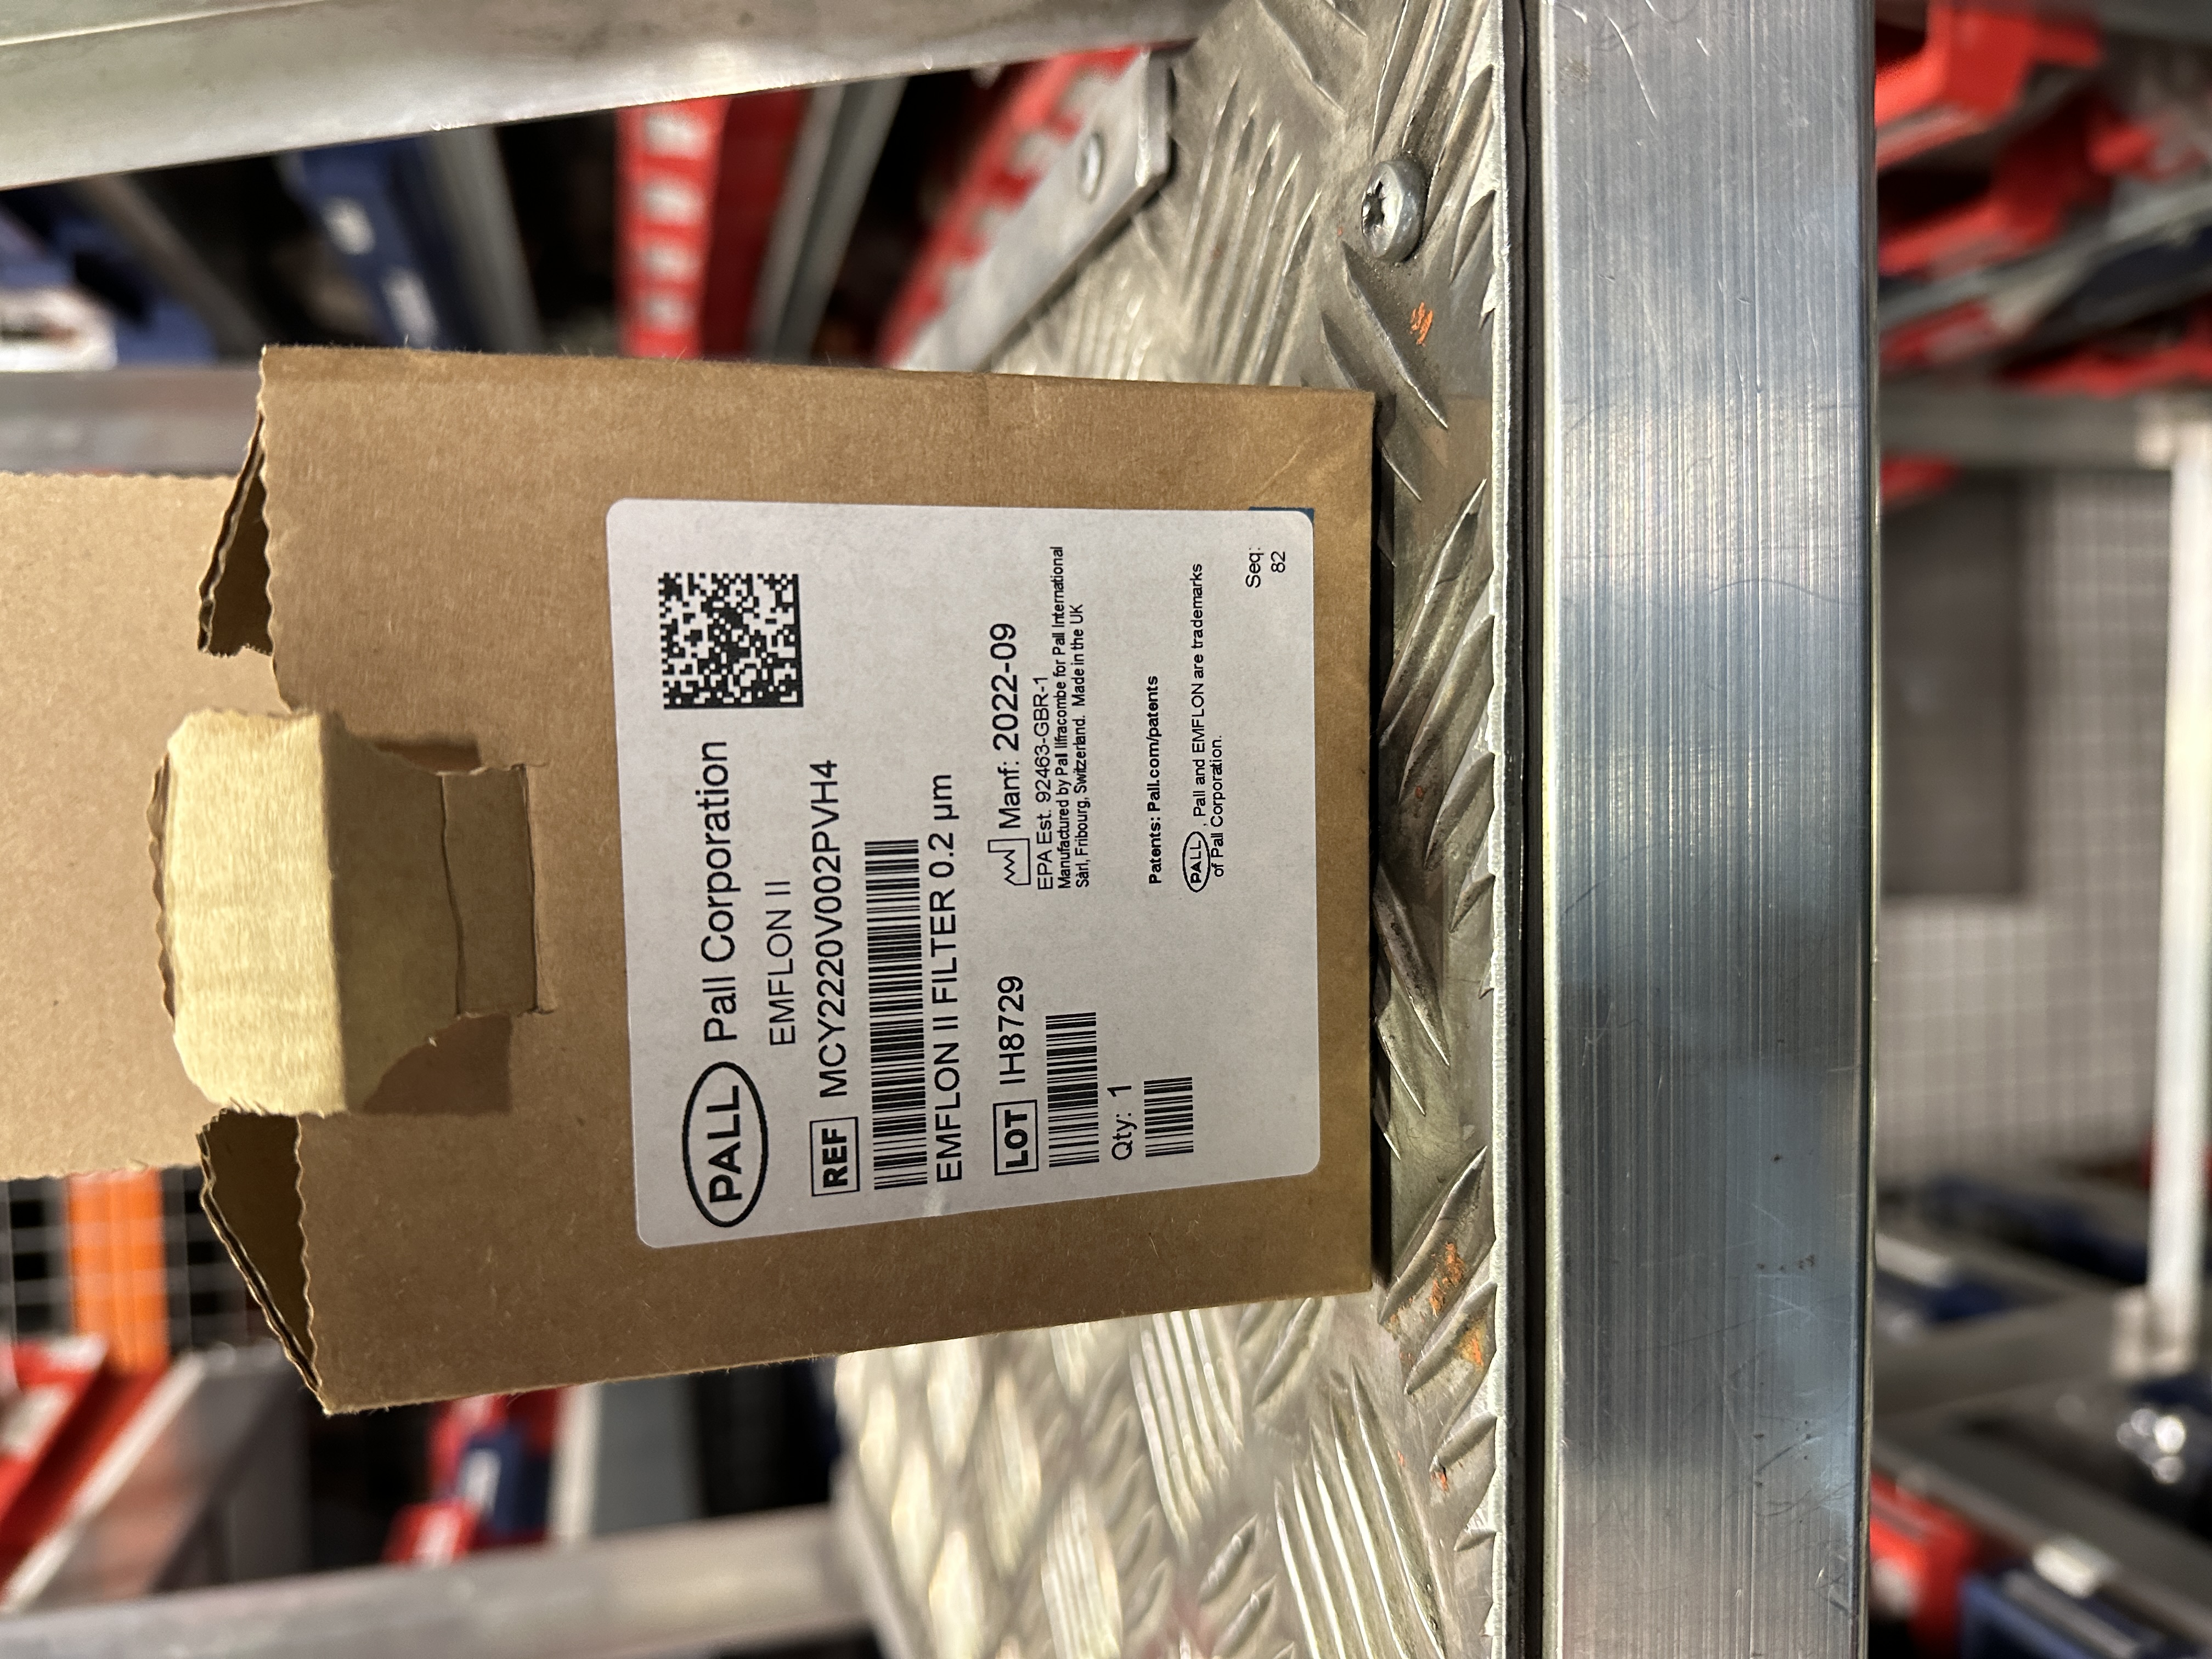 PALL Pall Corporation
EMFLON II
REF MCY2220V002PVH4
EMFLON II FILTER 0.2 µm
LOT IH8729
Qty: 1
Manf: 2022-09
EPA Est. 92463-GBR-1
Manufactured by Pall Ilfracombe for Pall International
Sàrl, Fribourg, Switzerland. Made in the UK
Patents: Pall.com/patents
PALL, Pall and EMFLON are trademarks
of Pall Corporation.
Seq:
82